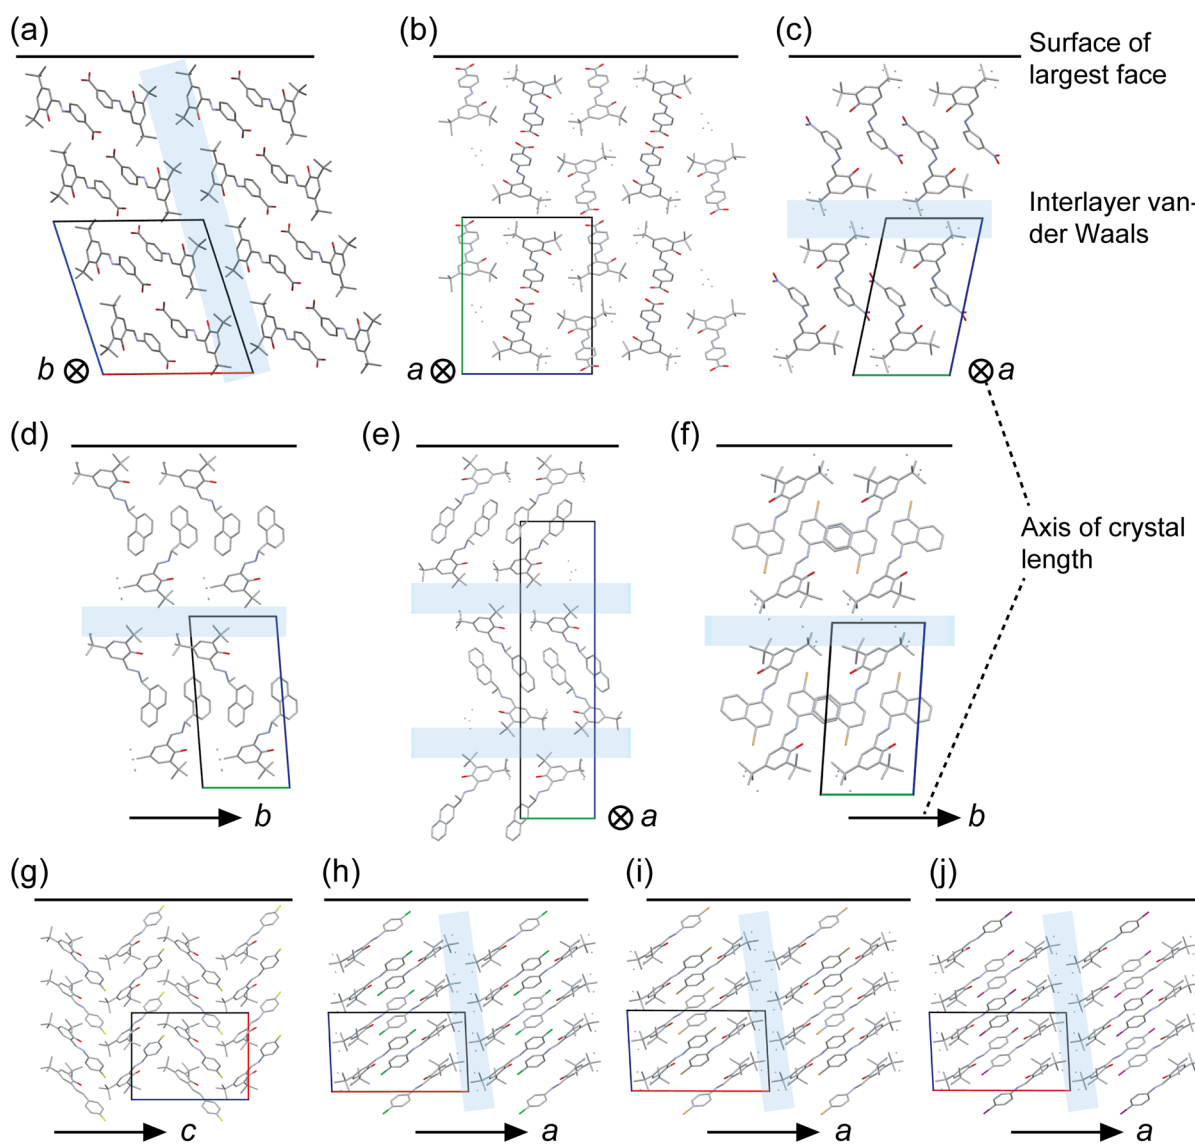 (a)
(b)
(c)
Surface of
largest face
Interlayer van-
der Waals
b
a
a
(d)
(e)
(f)
Axis of crystal
length
b
a
b
(g)
(h)
(i)
(j)
c
a
a
a